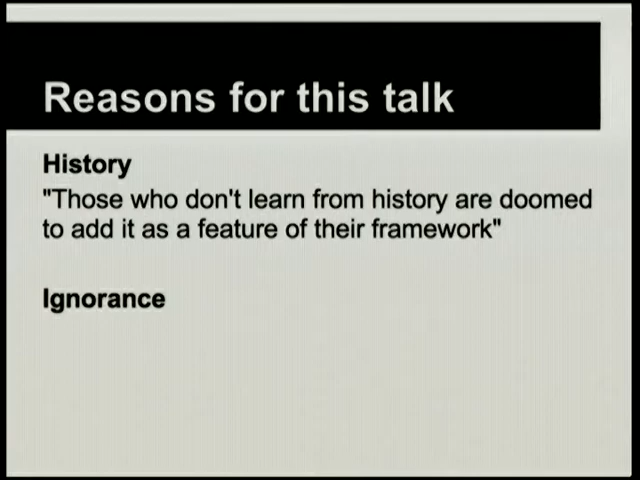 Reasons for this talk
History
"Those who don't learn from history are doomed
to add it as a feature of their framework"
Ignorance